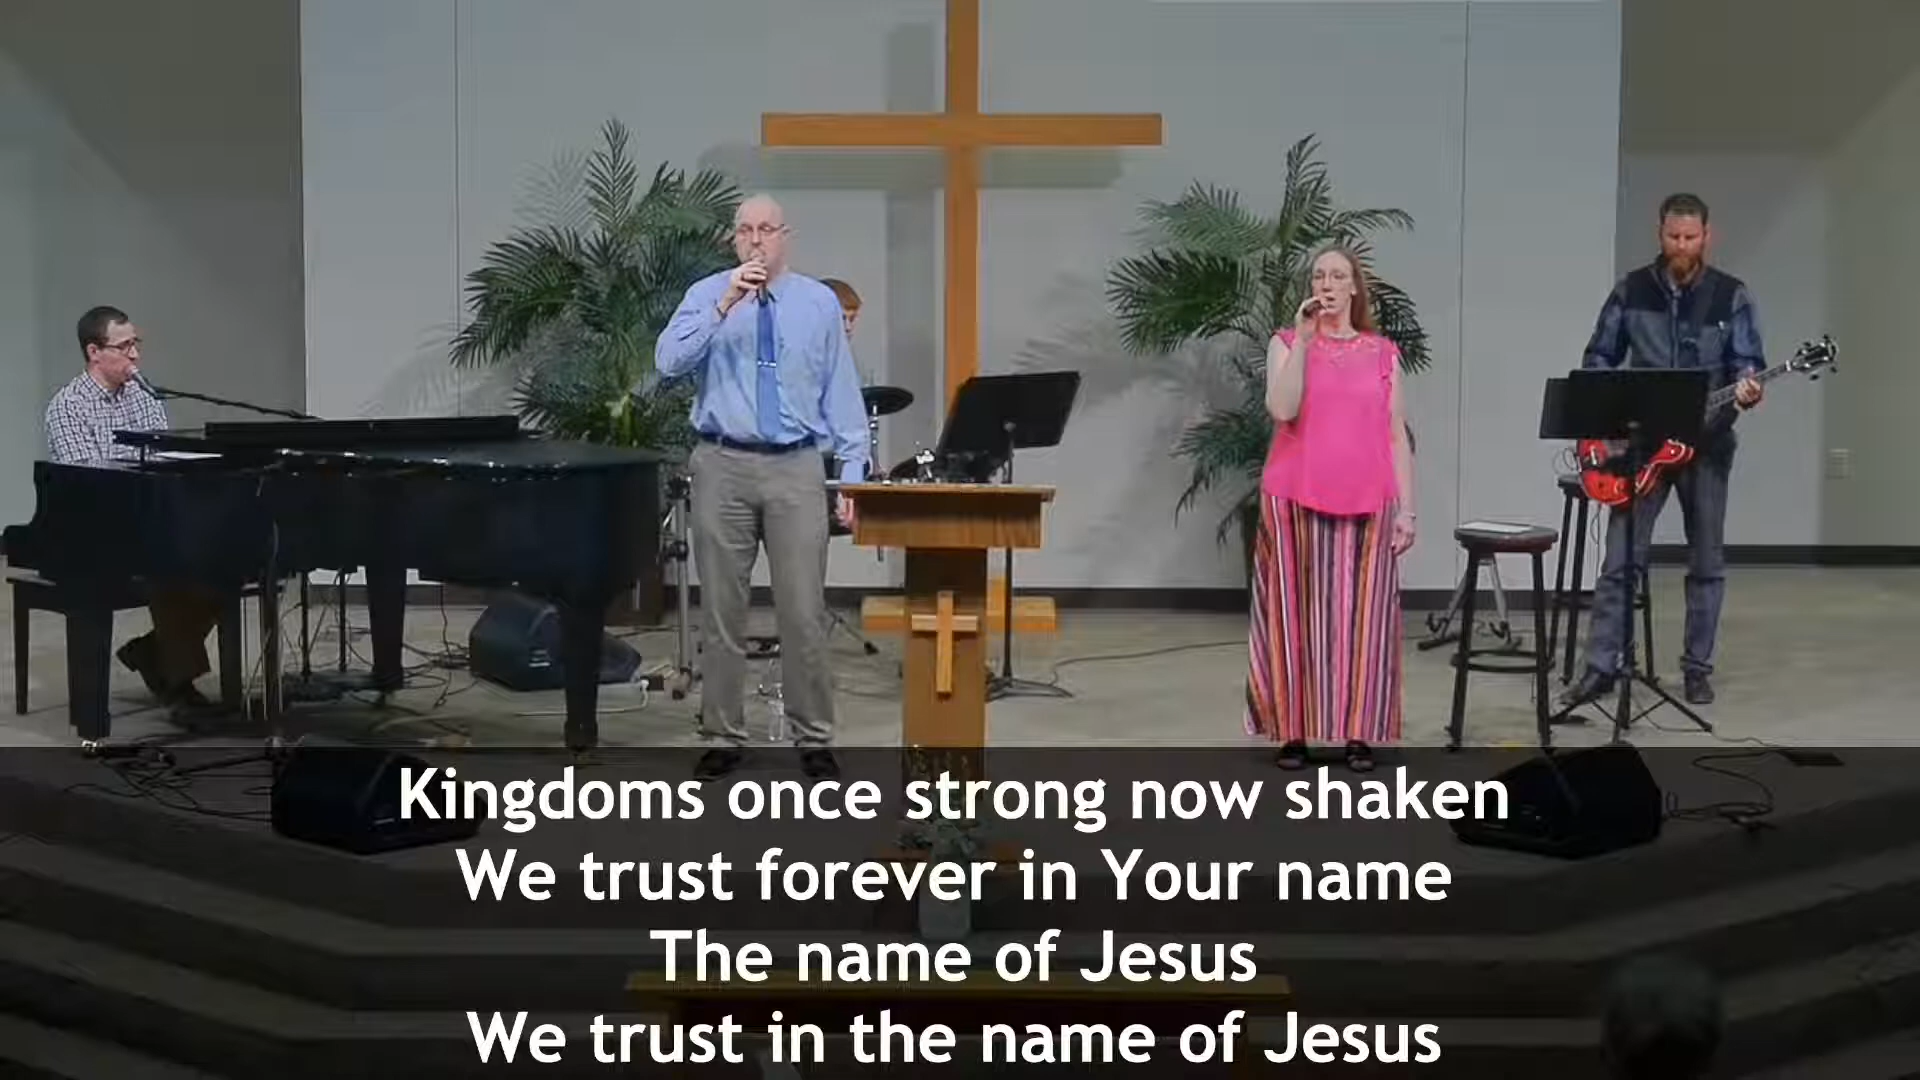 Kingdoms once strong now shaken
We trust forever in Your name
The name of Jesus
We trust in the name of Jesus